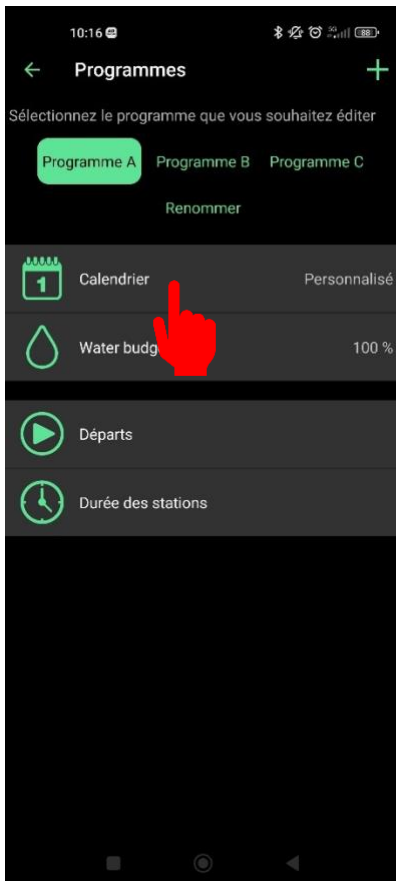 10:16
88
Programmes
Sélectionnez le programme que vous souhaitez éditer
Programme A Programme B Programme C
Renommer
1 Calendrier Personnalisé
Water budg 100 %
Départs
Durée des stations